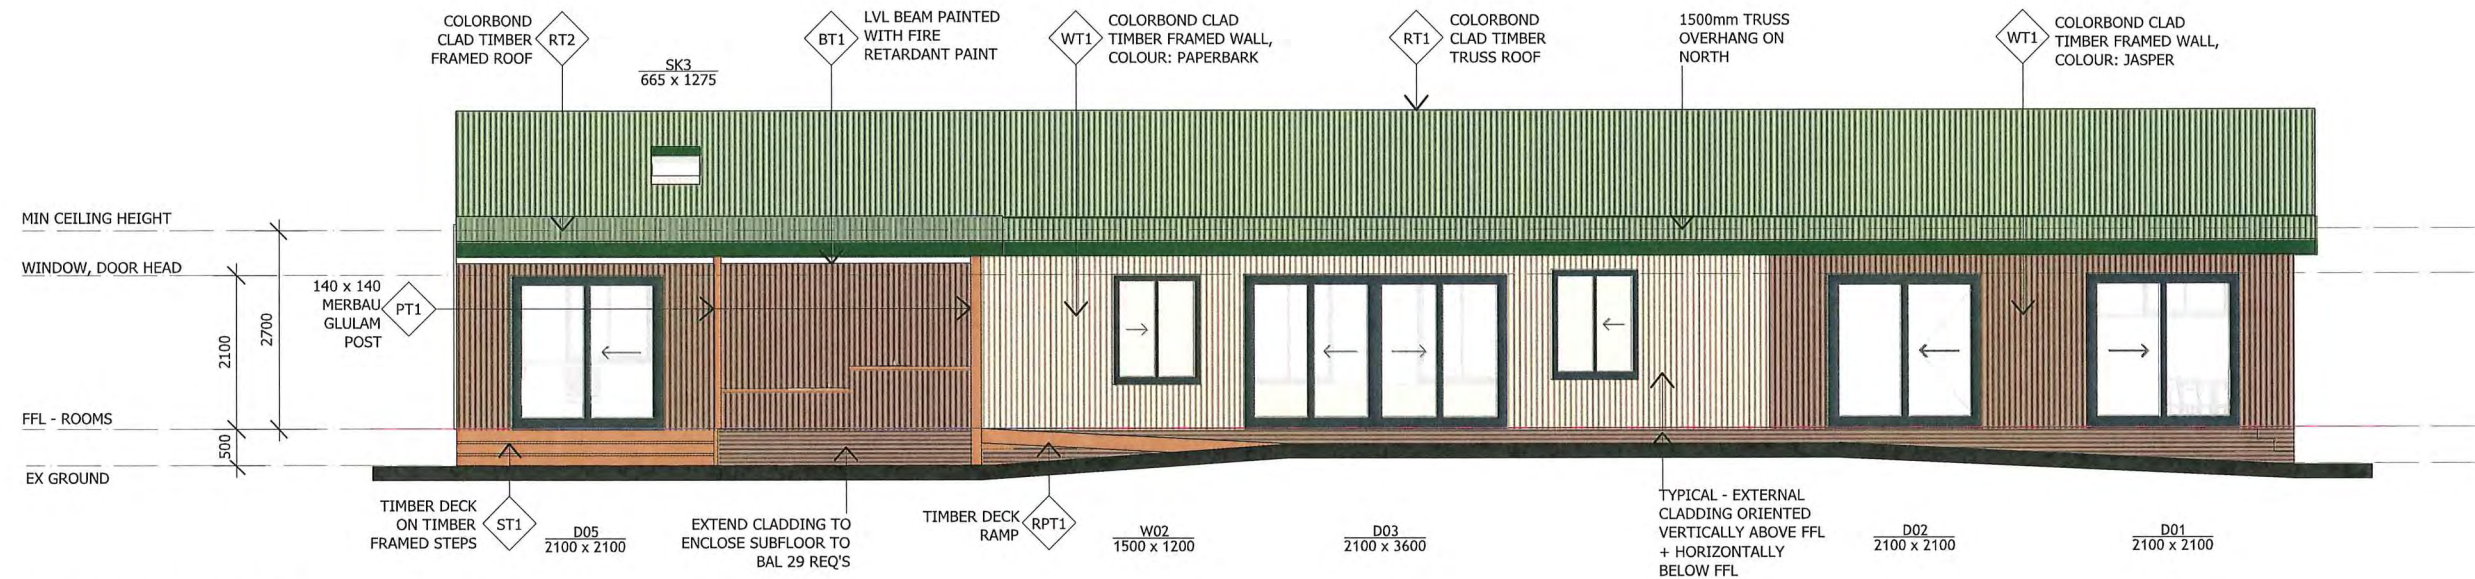 COLORBOND
CLAD TIMBER
FRAMED ROOF
RT2
SK3
665 x 1275
BT1
LVL BEAM PAINTED
WITH FIRE
RETARDANT PAINT
WT1
COLORBOND CLAD
TIMBER FRAMED WALL,
COLOUR: PAPERBARK
RT1
COLORBOND
CLAD TIMBER
TRUSS ROOF
1500mm TRUSS
OVERHANG ON
NORTH
WT1
COLORBOND CLAD
TIMBER FRAMED WALL,
COLOUR: JASPER
MIN CEILING HEIGHT
WINDOW, DOOR HEAD
140 x 140
MERBAU
GLULAM
POST
PT1
2100
2700
FFL - ROOMS
500
EX GROUND
TIMBER DECK
ON TIMBER
FRAMED STEPS
ST1
D05
2100 x 2100
EXTEND CLADDING TO
ENCLOSE SUBFLOOR TO
BAL 29 REQ'S
TIMBER DECK
RAMP
RPT1
W02
1500 x 1200
D03
2100 x 3600
TYPICAL - EXTERNAL
CLADDING ORIENTED
VERTICALLY ABOVE FFL
+ HORIZONTALLY
BELOW FFL
D02
2100 x 2100
D01
2100 x 2100